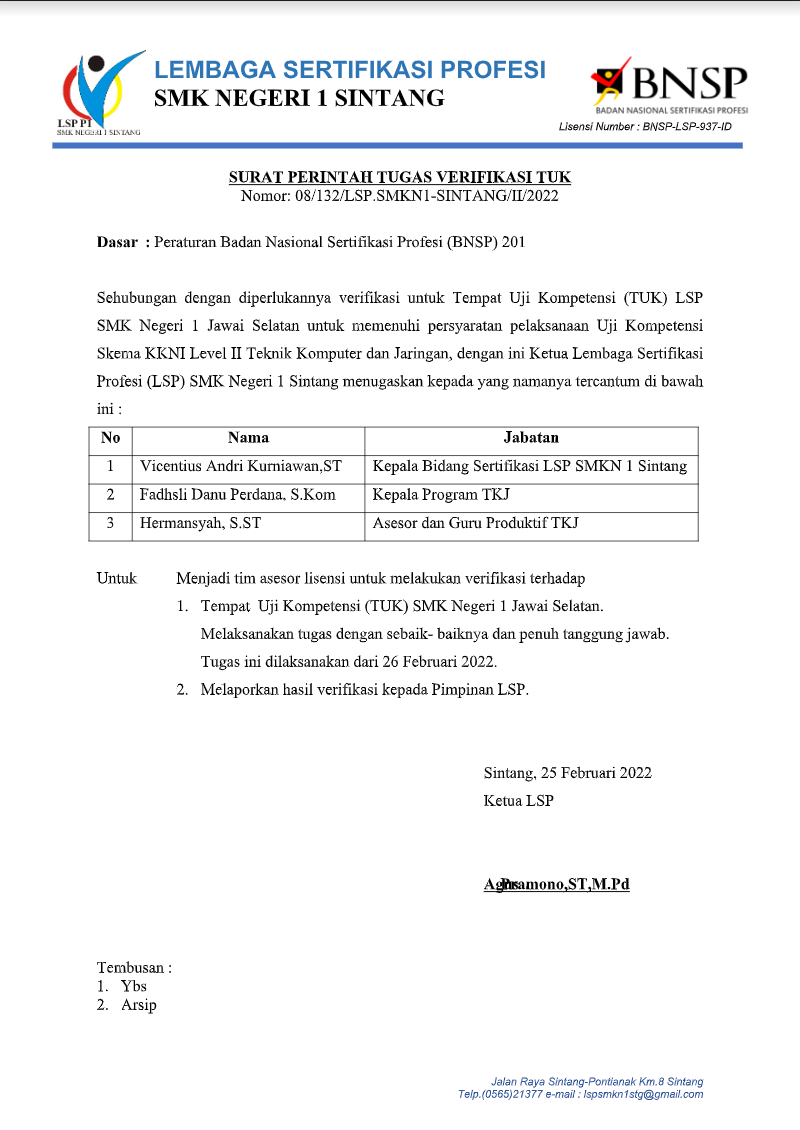 LEMBAGA SERTIFIKASI PROFESI
SMK NEGERI 1 SINTANG
LSP P1
SMK NEGERI 1 SINTANG
BNSP
BADAN NASIONAL SERTIFIKASI PROFESI
Lisensi Number : BNSP-LSP-937-ID
SURAT PERINTAH TUGAS VERIFIKASI TUK
Nomor: 08/132/LSP.SMKN1-SINTANG/II/2022
Dasar : Peraturan Badan Nasional Sertifikasi Profesi (BNSP) 201
Sehubungan dengan diperlukannya verifikasi untuk Tempat Uji Kompetensi (TUK) LSP
SMK Negeri 1 Jawai Selatan untuk memenuhi persyaratan pelaksanaan Uji Kompetensi
Skema KKNI Level II Teknik Komputer dan Jaringan, dengan ini Ketua Lembaga Sertifikasi
Profesi (LSP) SMK Negeri 1 Sintang menugaskan kepada yang namanya tercantum di bawah
ini :
No Nama Jabatan
1 Vicentius Andri Kurniawan,ST Kepala Bidang Sertifikasi LSP SMKN 1 Sintang
2 Fadhsli Danu Perdana, S.Kom Kepala Program TKJ
3 Hermansyah, S.ST Asesor dan Guru Produktif TKJ
Untuk Menjadi tim asesor lisensi untuk melakukan verifikasi terhadap
1. Tempat Uji Kompetensi (TUK) SMK Negeri 1 Jawai Selatan.
Melaksanakan tugas dengan sebaik- baiknya dan penuh tanggung jawab.
Tugas ini dilaksanakan dari 26 Februari 2022.
2. Melaporkan hasil verifikasi kepada Pimpinan LSP.
Sintang, 25 Februari 2022
Ketua LSP
Agus Pramono,ST,M.Pd
Tembusan :
1. Ybs
2. Arsip
Jalan Raya Sintang-Pontianak Km.8 Sintang
Telp.(0565)21377 e-mail : lspsmkn1stg@gmail.com